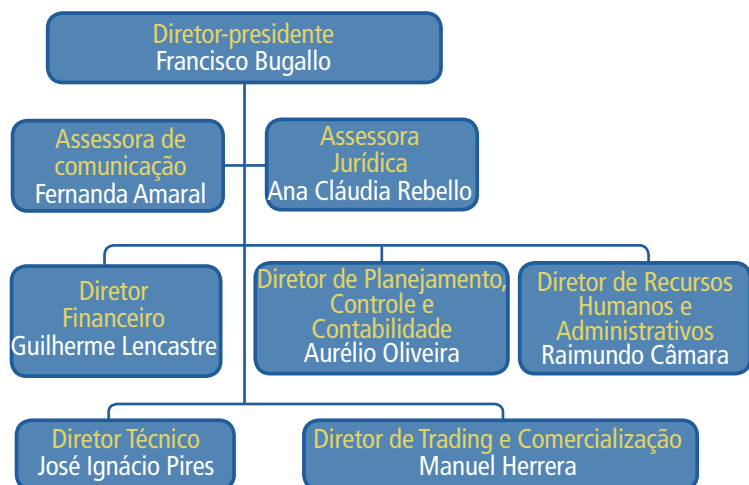 Diretor-presidente
Francisco Bugallo
Assessora de
comunicação
Fernanda Amaral
Assessora
Jurídica
Ana Cláudia Rebello
Diretor
Financeiro
Guilherme Lencastre
Diretor de Planejamento,
Controle e
Contabilidade
Aurélio Oliveira
Diretor de Recursos
Humanos e
Administrativos
Raimundo Câmara
Diretor Técnico
José Ignácio Pires
Diretor de Trading e Comercialização
Manuel Herrera